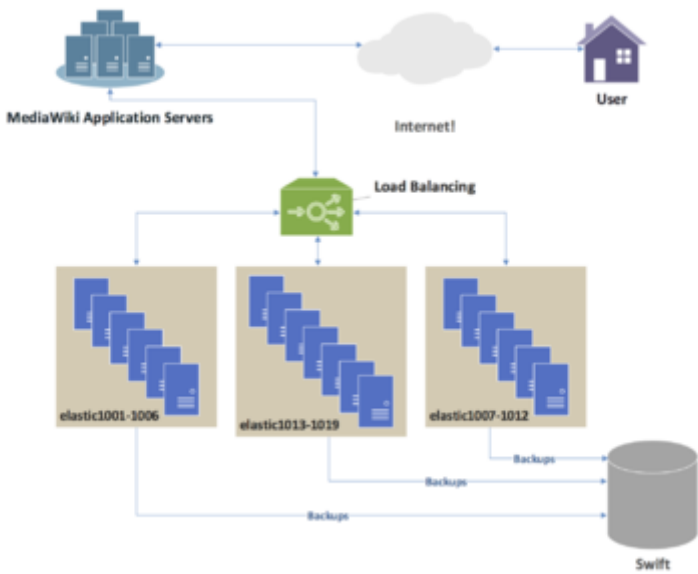 MediaWiki Application Servers
Internet!
User
Load Balancing
elastic1001-1006
elastic1013-1019
elastic1007-1012
Backups
Backups
Backups
Swift